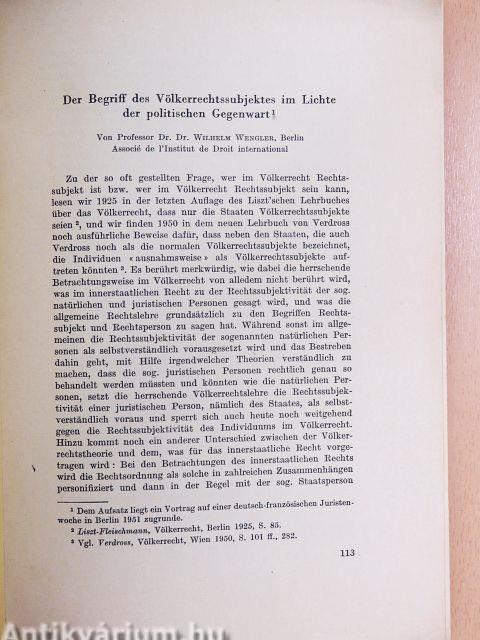 Der Begriff des Völkerrechtssubjektes im Lichte
der politischen Gegenwart¹
Von Professor Dr. Dr. WILHELM WENGLER, Berlin
Associé de l'Institut de Droit international
Zu der so oft gestellten Frage, wer im Völkerrecht Rechts-
subjekt ist bzw. wer im Völkerrecht Rechtssubjekt sein kann,
lesen wir 1925 in der letzten Auflage des Liszt'schen Lehrbuches
über das Völkerrecht, dass nur die Staaten Völkerrechtssubjekte
seien ², und wir finden 1950 in dem neuen Lehrbuch von Verdross
noch ausführliche Beweise dafür, dass neben den Staaten, die auch
Verdross noch als die normalen Völkerrechtssubjekte bezeichnet,
die Individuen « ausnahmsweise » als Völkerrechtssubjekte auf-
treten könnten ³. Es berührt merkwürdig, wie dabei die herrschende
Betrachtungsweise im Völkerrecht von alledem nicht berührt wird,
was im innerstaatlichen Recht zu der Rechtssubjektivität der sog.
natürlichen und juristischen Personen gesagt wird, und was die
allgemeine Rechtslehre grundsätzlich zu den Begriffen Rechts-
subjekt und Rechtsperson zu sagen hat. Während sonst im allge-
meinen die Rechtssubjektivität der sogenannten natürlichen Per-
sonen als selbstverständlich vorausgesetzt wird und das Bestreben
dahin geht, mit Hilfe irgendwelcher Theorien verständlich zu
machen, dass die sog. juristischen Personen rechtlich genau so
behandelt werden müssten und könnten wie die natürlichen Per-
sonen, setzt die herrschende Völkerrechtslehre die Rechtssubjek-
tivität einer juristischen Person, nämlich des Staates, als selbst-
verständlich voraus und sperrt sich auch heute noch weitgehend
gegen die Rechtssubjektivität des Individuums im Völkerrecht.
Hinzu kommt noch ein anderer Unterschied zwischen der Völker-
rechtstheorie und dem, was für das innerstaatliche Recht vorge-
tragen wird : Bei den Betrachtungen des innerstaatlichen Rechts
wird die Rechtsordnung als solche in zahlreichen Zusammenhängen
personifiziert und dann in der Regel mit der sog. Staatsperson
¹ Dem Aufsatz liegt ein Vortrag auf einer deutsch-französischen Juristen-
woche in Berlin 1951 zugrunde.
² Liszt-Fleischmann, Völkerrecht, Berlin 1925, S. 85.
³ Vgl. Verdross, Völkerrecht, Wien 1950, S. 101 ff., 282.
113
Antikvárium.hu